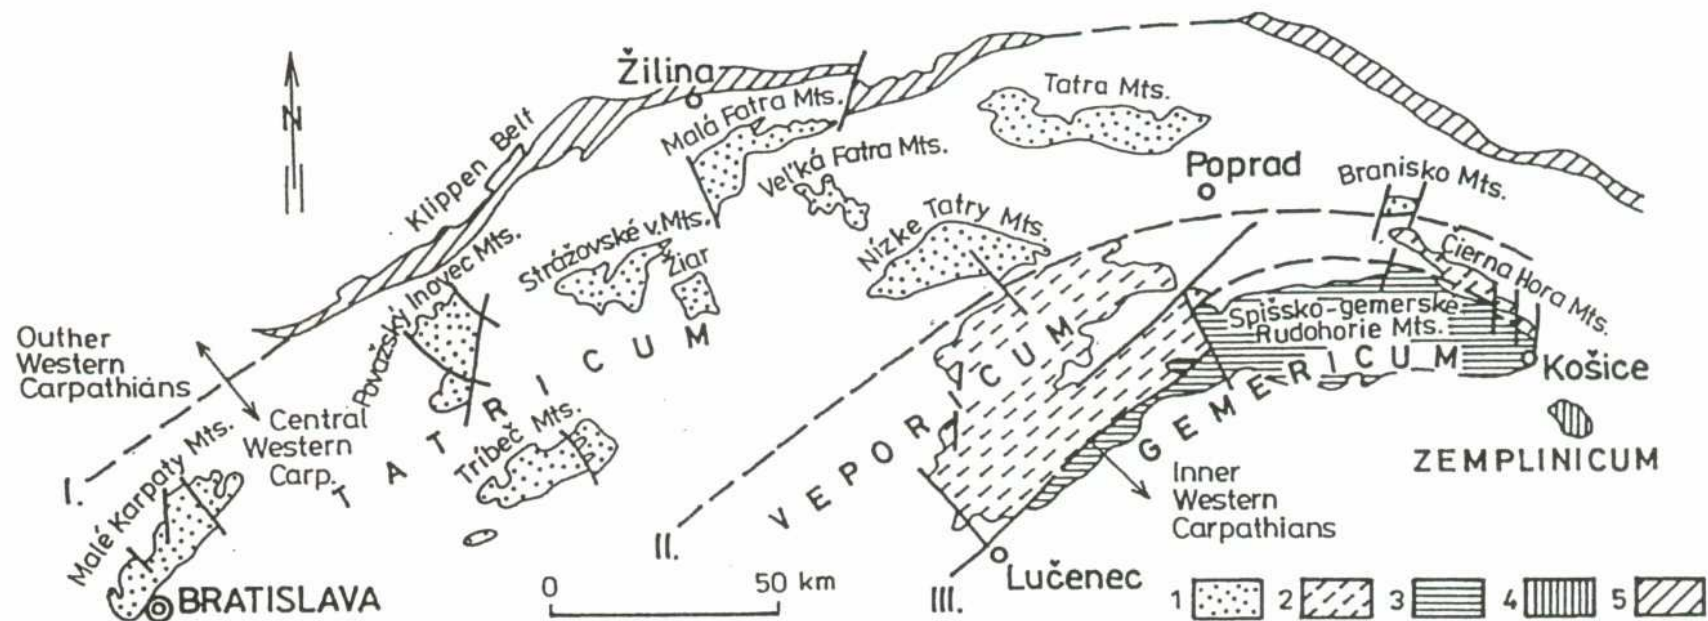 N
Žilina
Klippen Belt
Malá Fatra Mts.
Tatra Mts.
Veľká Fatra Mts.
Poprad
Branisko Mts.
Strážovské v. Mts.
Žiar
Nízke Tatry Mts.
Čierna Hora Mts.
Považský Inovec Mts.
Spišsko-gemerské
Rudohorie Mts.
Outher
Western
Carpathians
Central
Western
Carp.
TATRICUM
VEPORICUM
GEMERICUM
Košice
Tríbeč Mts.
ZEMPLINICUM
Malé Karpaty Mts.
Inner
Western
Carpathians
I.
II.
III.
BRATISLAVA
Lučenec
0 50 km
1 2 3 4 5